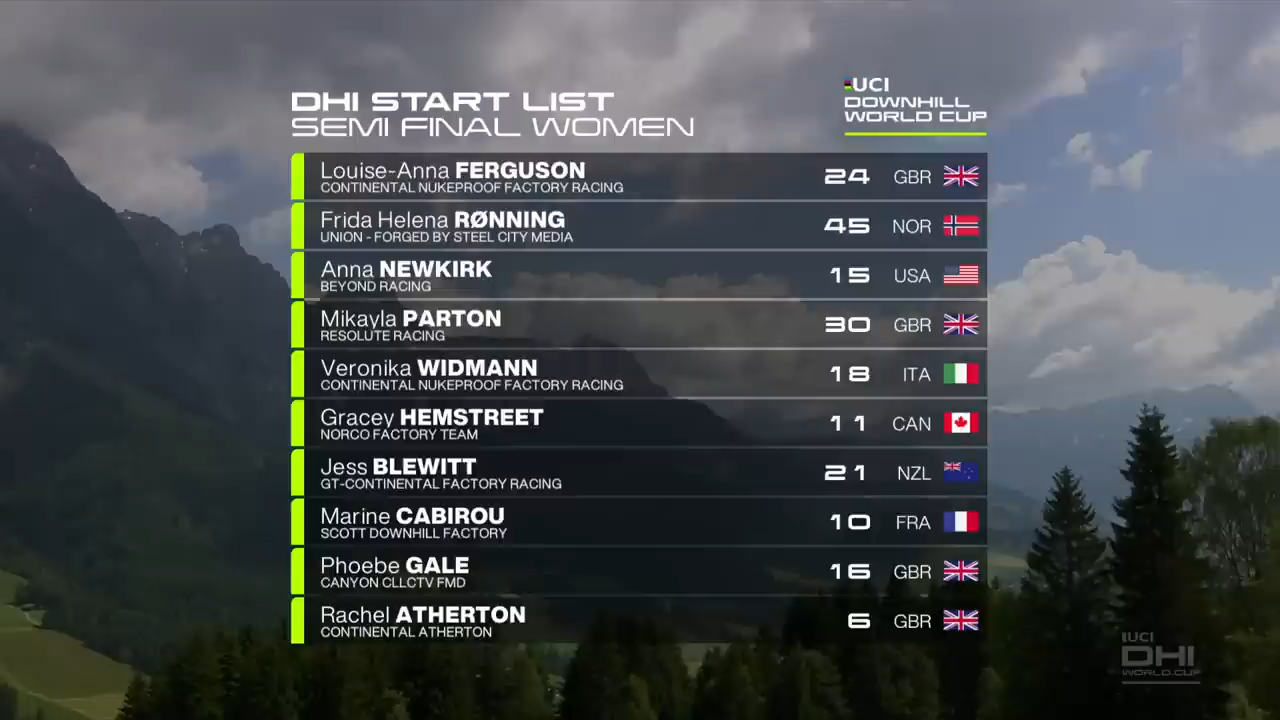 DHI START LIST
SEMI FINAL WOMEN
UCI
DOWNHILL
WORLD CUP
Louise-Anna FERGUSON
CONTINENTAL NUKEPROOF FACTORY RACING
24 GBR
Frida Helena RØNNING
UNION - FORGED BY STEEL CITY MEDIA
45 NOR
Anna NEWKIRK
BEYOND RACING
15 USA
Mikayla PARTON
RESOLUTE RACING
30 GBR
Veronika WIDMANN
CONTINENTAL NUKEPROOF FACTORY RACING
18 ITA
Gracey HEMSTREET
NORCO FACTORY TEAM
11 CAN
Jess BLEWITT
GT-CONTINENTAL FACTORY RACING
21 NZL
Marine CABIROU
SCOTT DOWNHILL FACTORY
10 FRA
Phoebe GALE
CANYON CLLCTV FMD
16 GBR
Rachel ATHERTON
CONTINENTAL ATHERTON
6 GBR
UCI
DHI
WORLD CUP